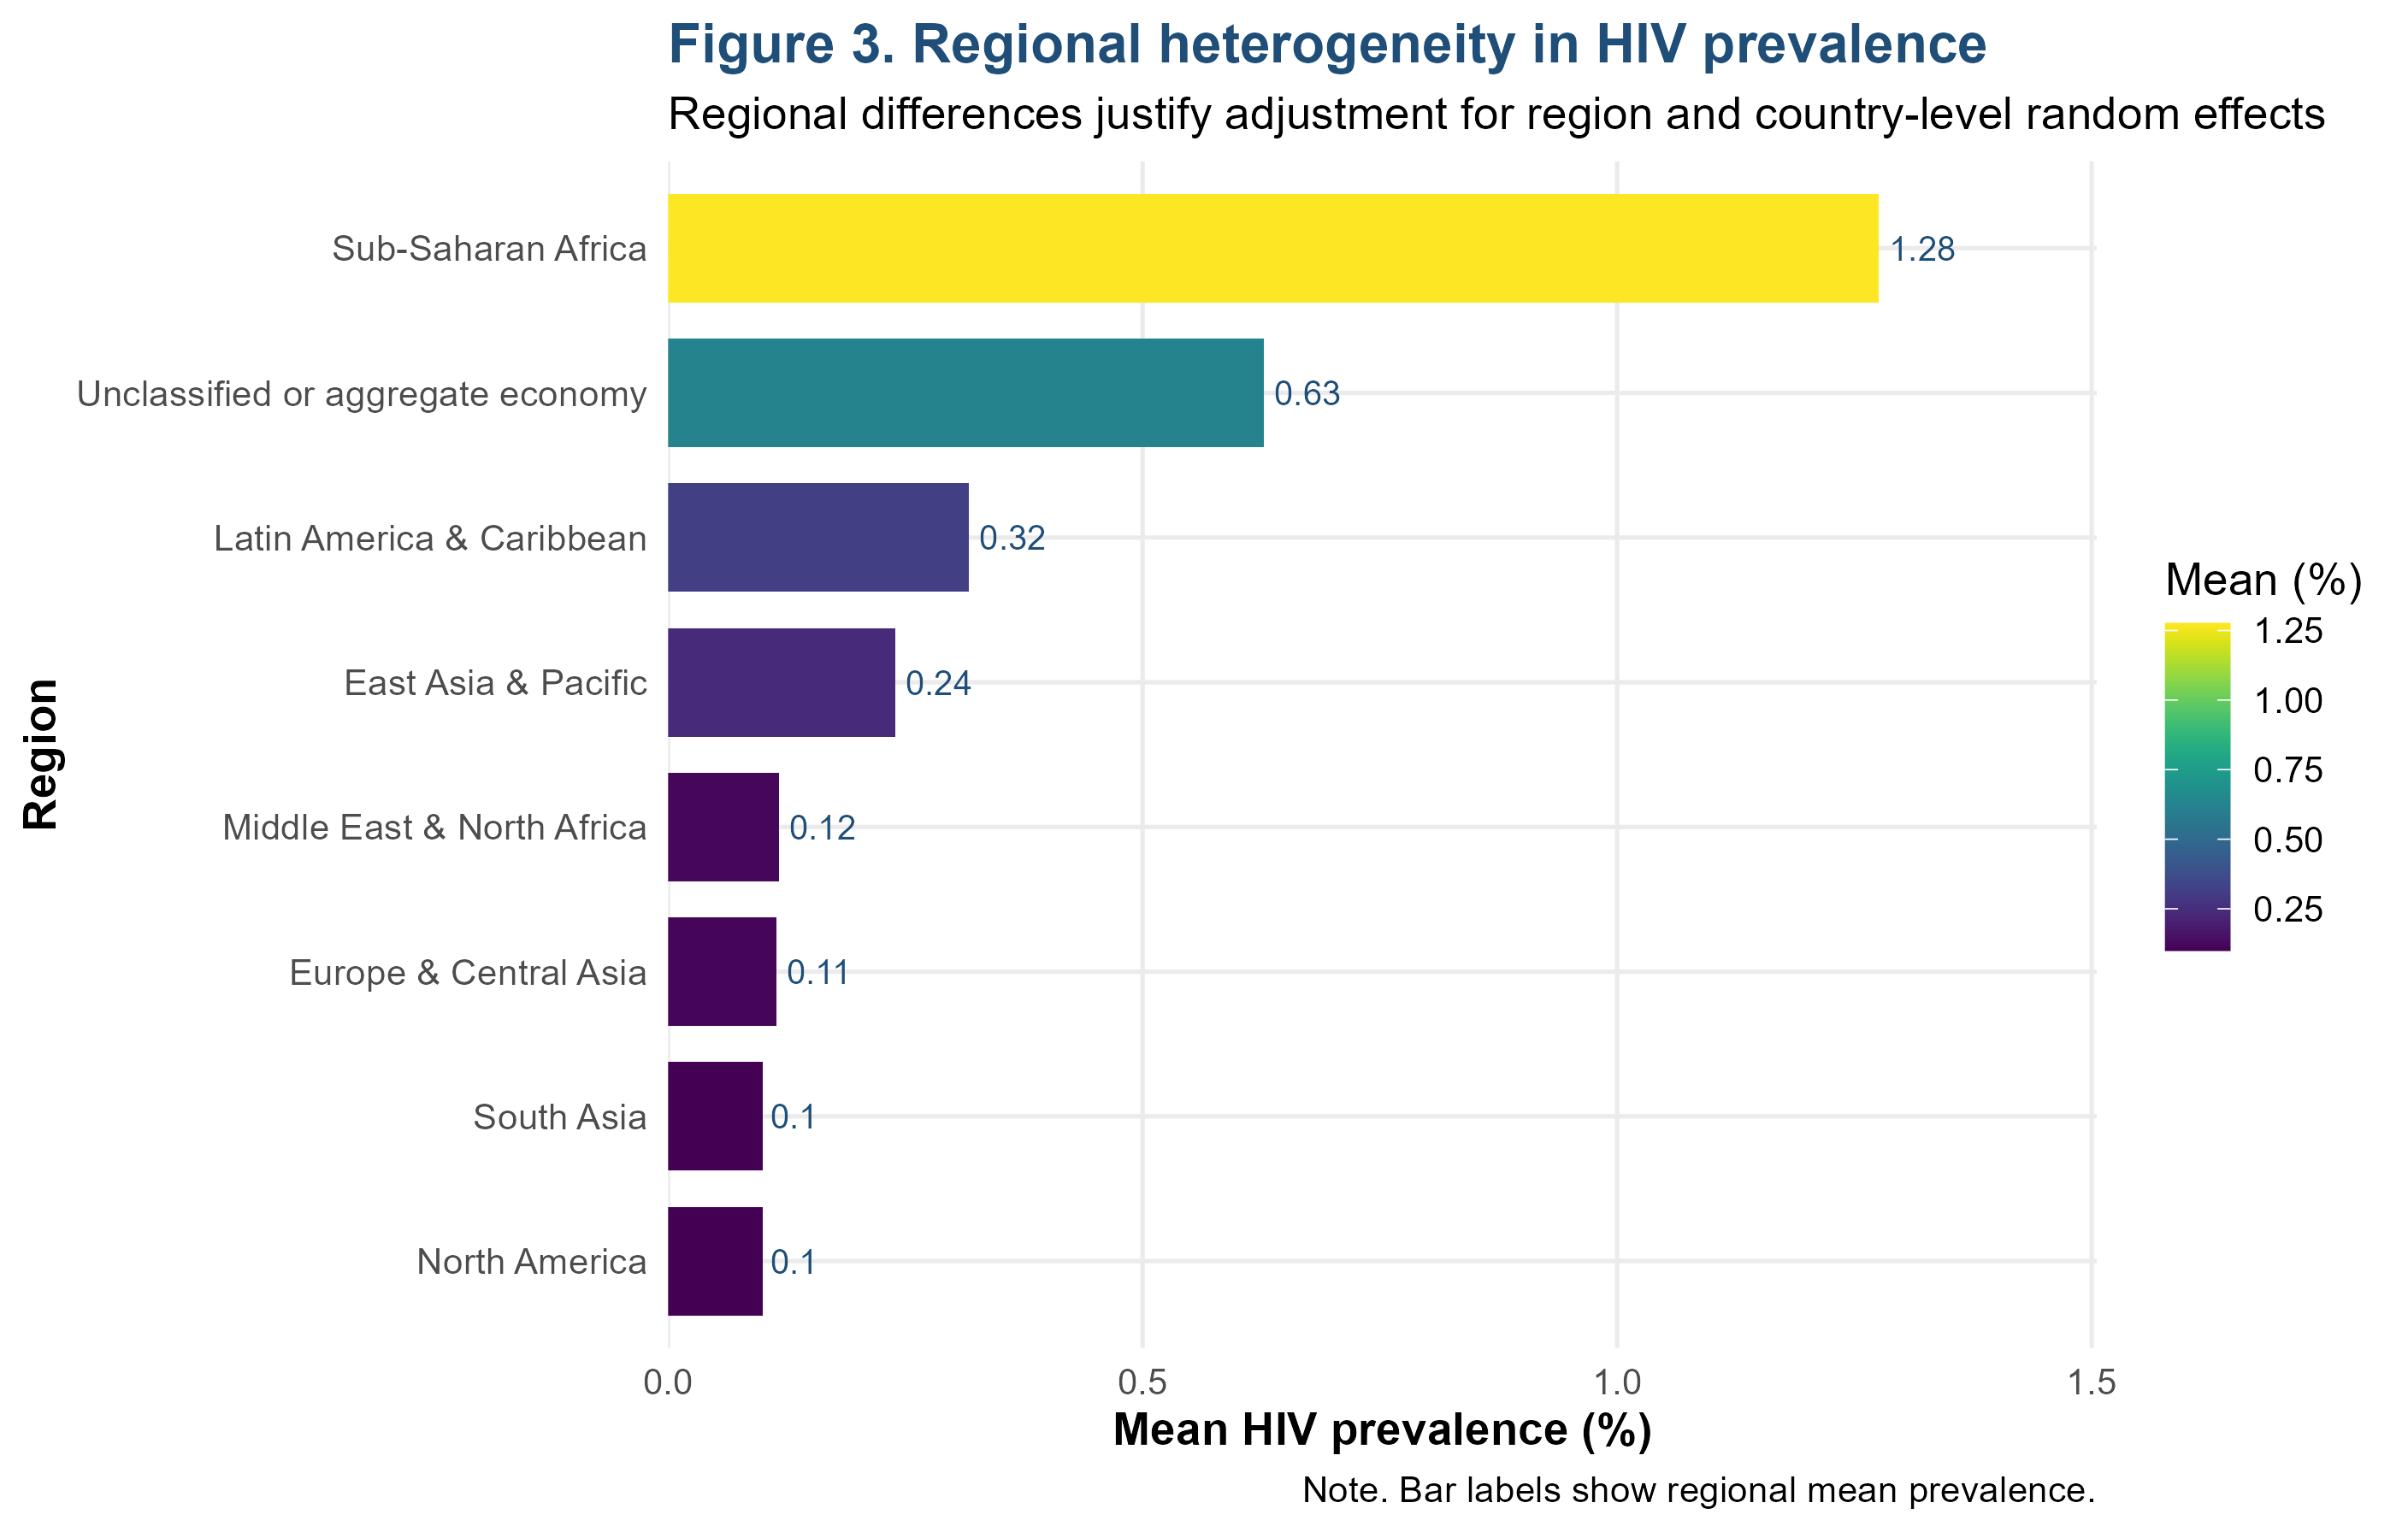 Figure 3. Regional heterogeneity in HIV prevalence
Regional differences justify adjustment for region and country-level random effects
Region
Sub-Saharan Africa
1.28
Unclassified or aggregate economy
0.63
Latin America & Caribbean
0.32
East Asia & Pacific
0.24
Middle East & North Africa
0.12
Europe & Central Asia
0.11
South Asia
0.1
North America
0.1
0.0
0.5
1.0
1.5
Mean HIV prevalence (%)
Mean (%)
1.25
1.00
0.75
0.50
0.25
Note. Bar labels show regional mean prevalence.